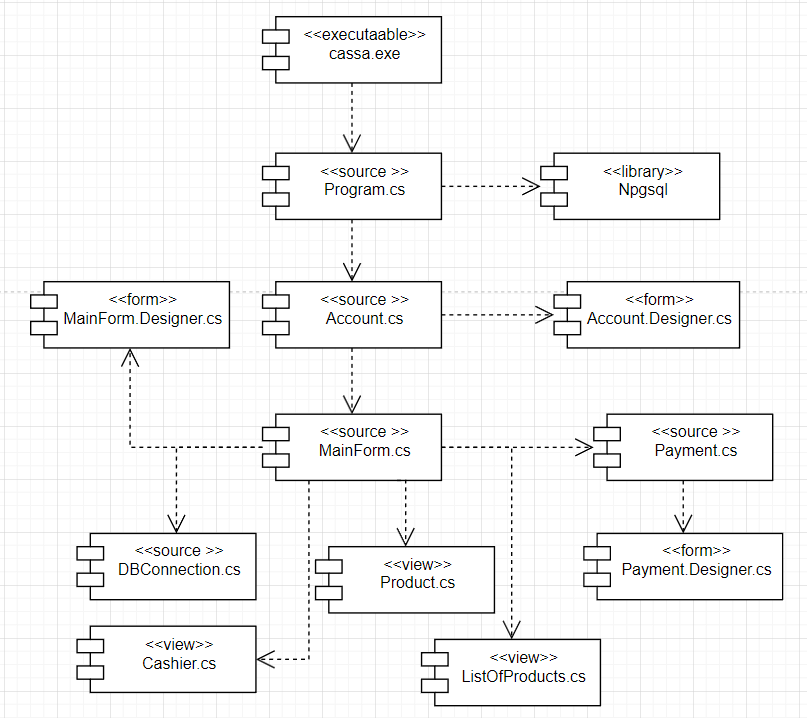 <<executaable>>
cassa.exe
<<source >>
Program.cs
<<library>>
Npgsql
<<form>>
MainForm.Designer.cs
<<source >>
Account.cs
<<form>>
Account.Designer.cs
<<source >>
MainForm.cs
<<source >>
Payment.cs
<<source >>
DBConnection.cs
<<view>>
Product.cs
<<form>>
Payment.Designer.cs
<<view>>
Cashier.cs
<<view>>
ListOfProducts.cs